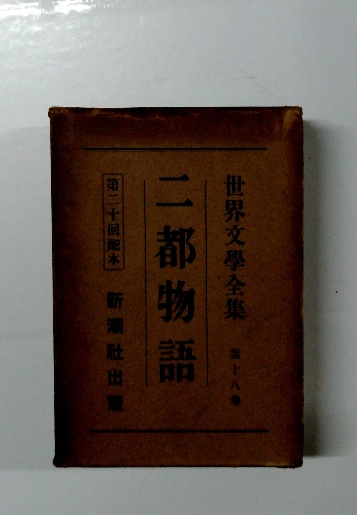 世界文學全集 第十八卷
二都物語
第二十回配本
新潮社出版